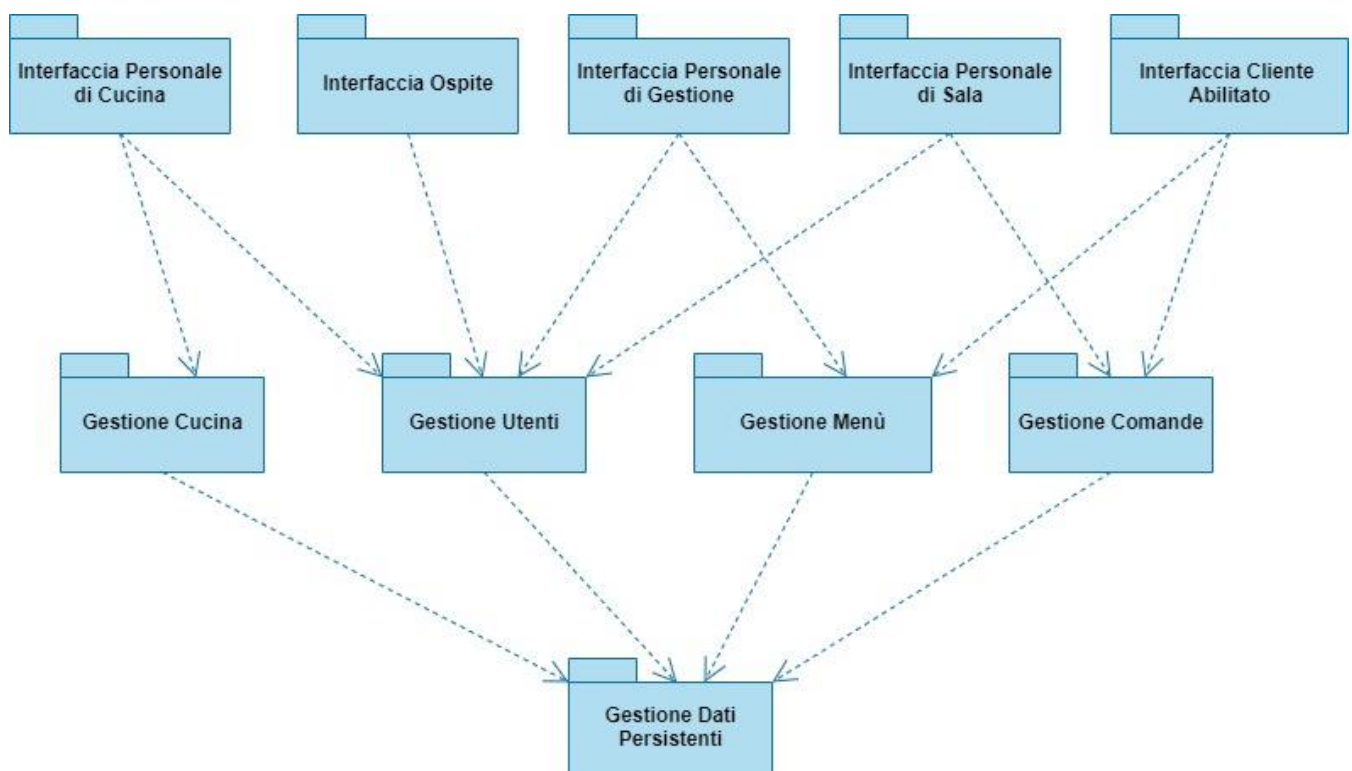 Interfaccia Personale
di Cucina
Interfaccia Ospite
Interfaccia Personale
di Gestione
Interfaccia Personale
di Sala
Interfaccia Cliente
Abilitato
Gestione Cucina
Gestione Utenti
Gestione Menù
Gestione Comande
Gestione Dati
Persistenti